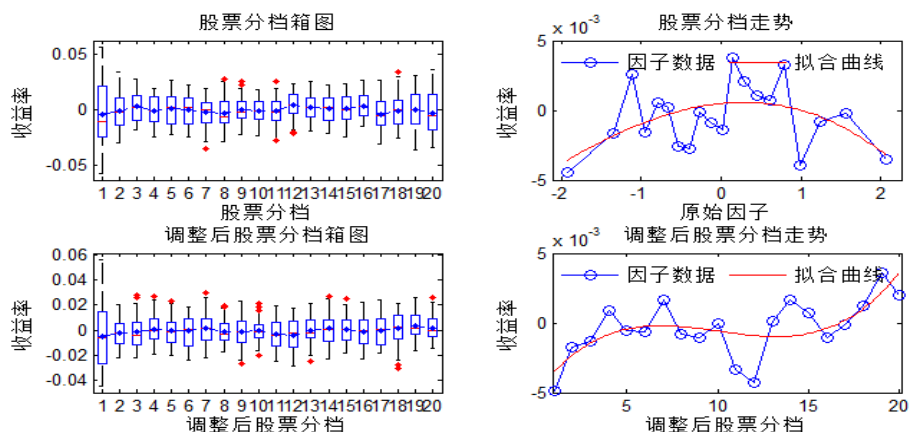 股票分档箱图
0.05
0
-0.05
收益率
1 2 3 4 5 6 7 8 9 10 11 12 13 14 15 16 17 18 19 20
股票分档
股票分档走势
x 10^-3
5
0
-5
收益率
因子数据
拟合曲线
-2 -1 0 1 2
原始因子
调整后股票分档箱图
0.06
0.04
0.02
0
-0.02
-0.04
收益率
1 2 3 4 5 6 7 8 9 10 11 12 13 14 15 16 17 18 19 20
调整后股票分档
调整后股票分档走势
x 10^-3
5
0
-5
收益率
因子数据
拟合曲线
5 10 15 20
调整后股票分档